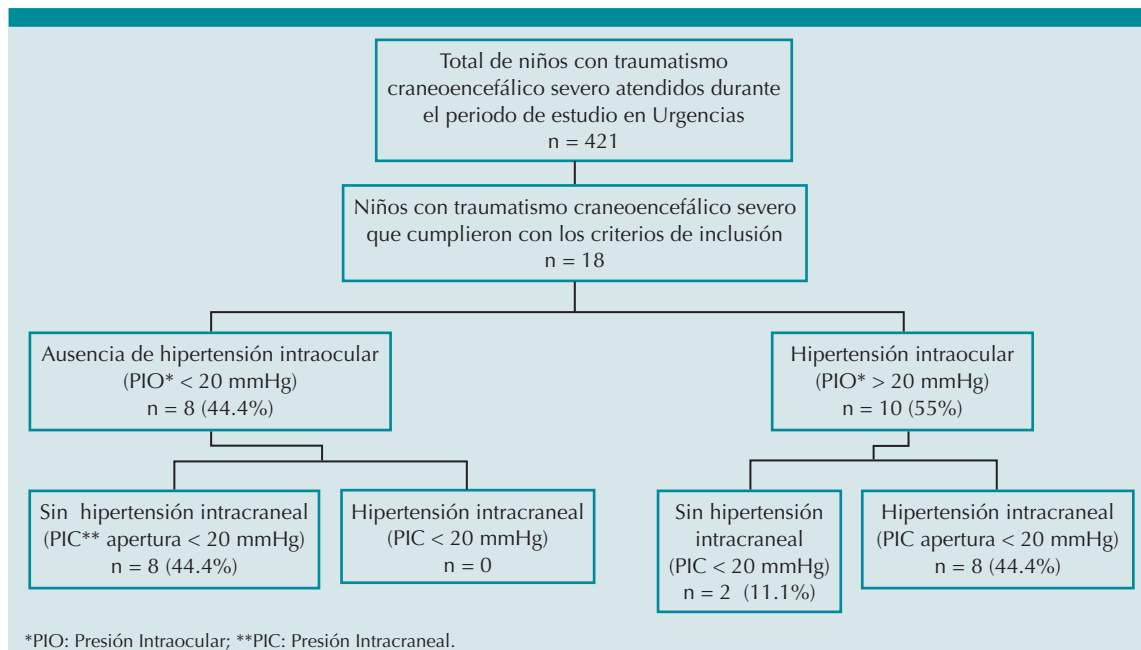 Total de niños con traumatismo
craneoencefálico severo atendidos durante
el periodo de estudio en Urgencias
n = 421
Niños con traumatismo craneoencefálico severo
que cumplieron con los criterios de inclusión
n = 18
Ausencia de hipertensión intraocular
(PIO* < 20 mmHg)
n = 8 (44.4%)
Hipertensión intraocular
(PIO* > 20 mmHg)
n = 10 (55%)
Sin hipertensión intracraneal
(PIC** apertura < 20 mmHg)
n = 8 (44.4%)
Hipertensión intracraneal
(PIC < 20 mmHg)
n = 0
Sin hipertensión
intracraneal
(PIC < 20 mmHg)
n = 2 (11.1%)
Hipertensión intracraneal
(PIC apertura < 20 mmHg)
n = 8 (44.4%)
*PIO: Presión Intraocular; **PIC: Presión Intracraneal.